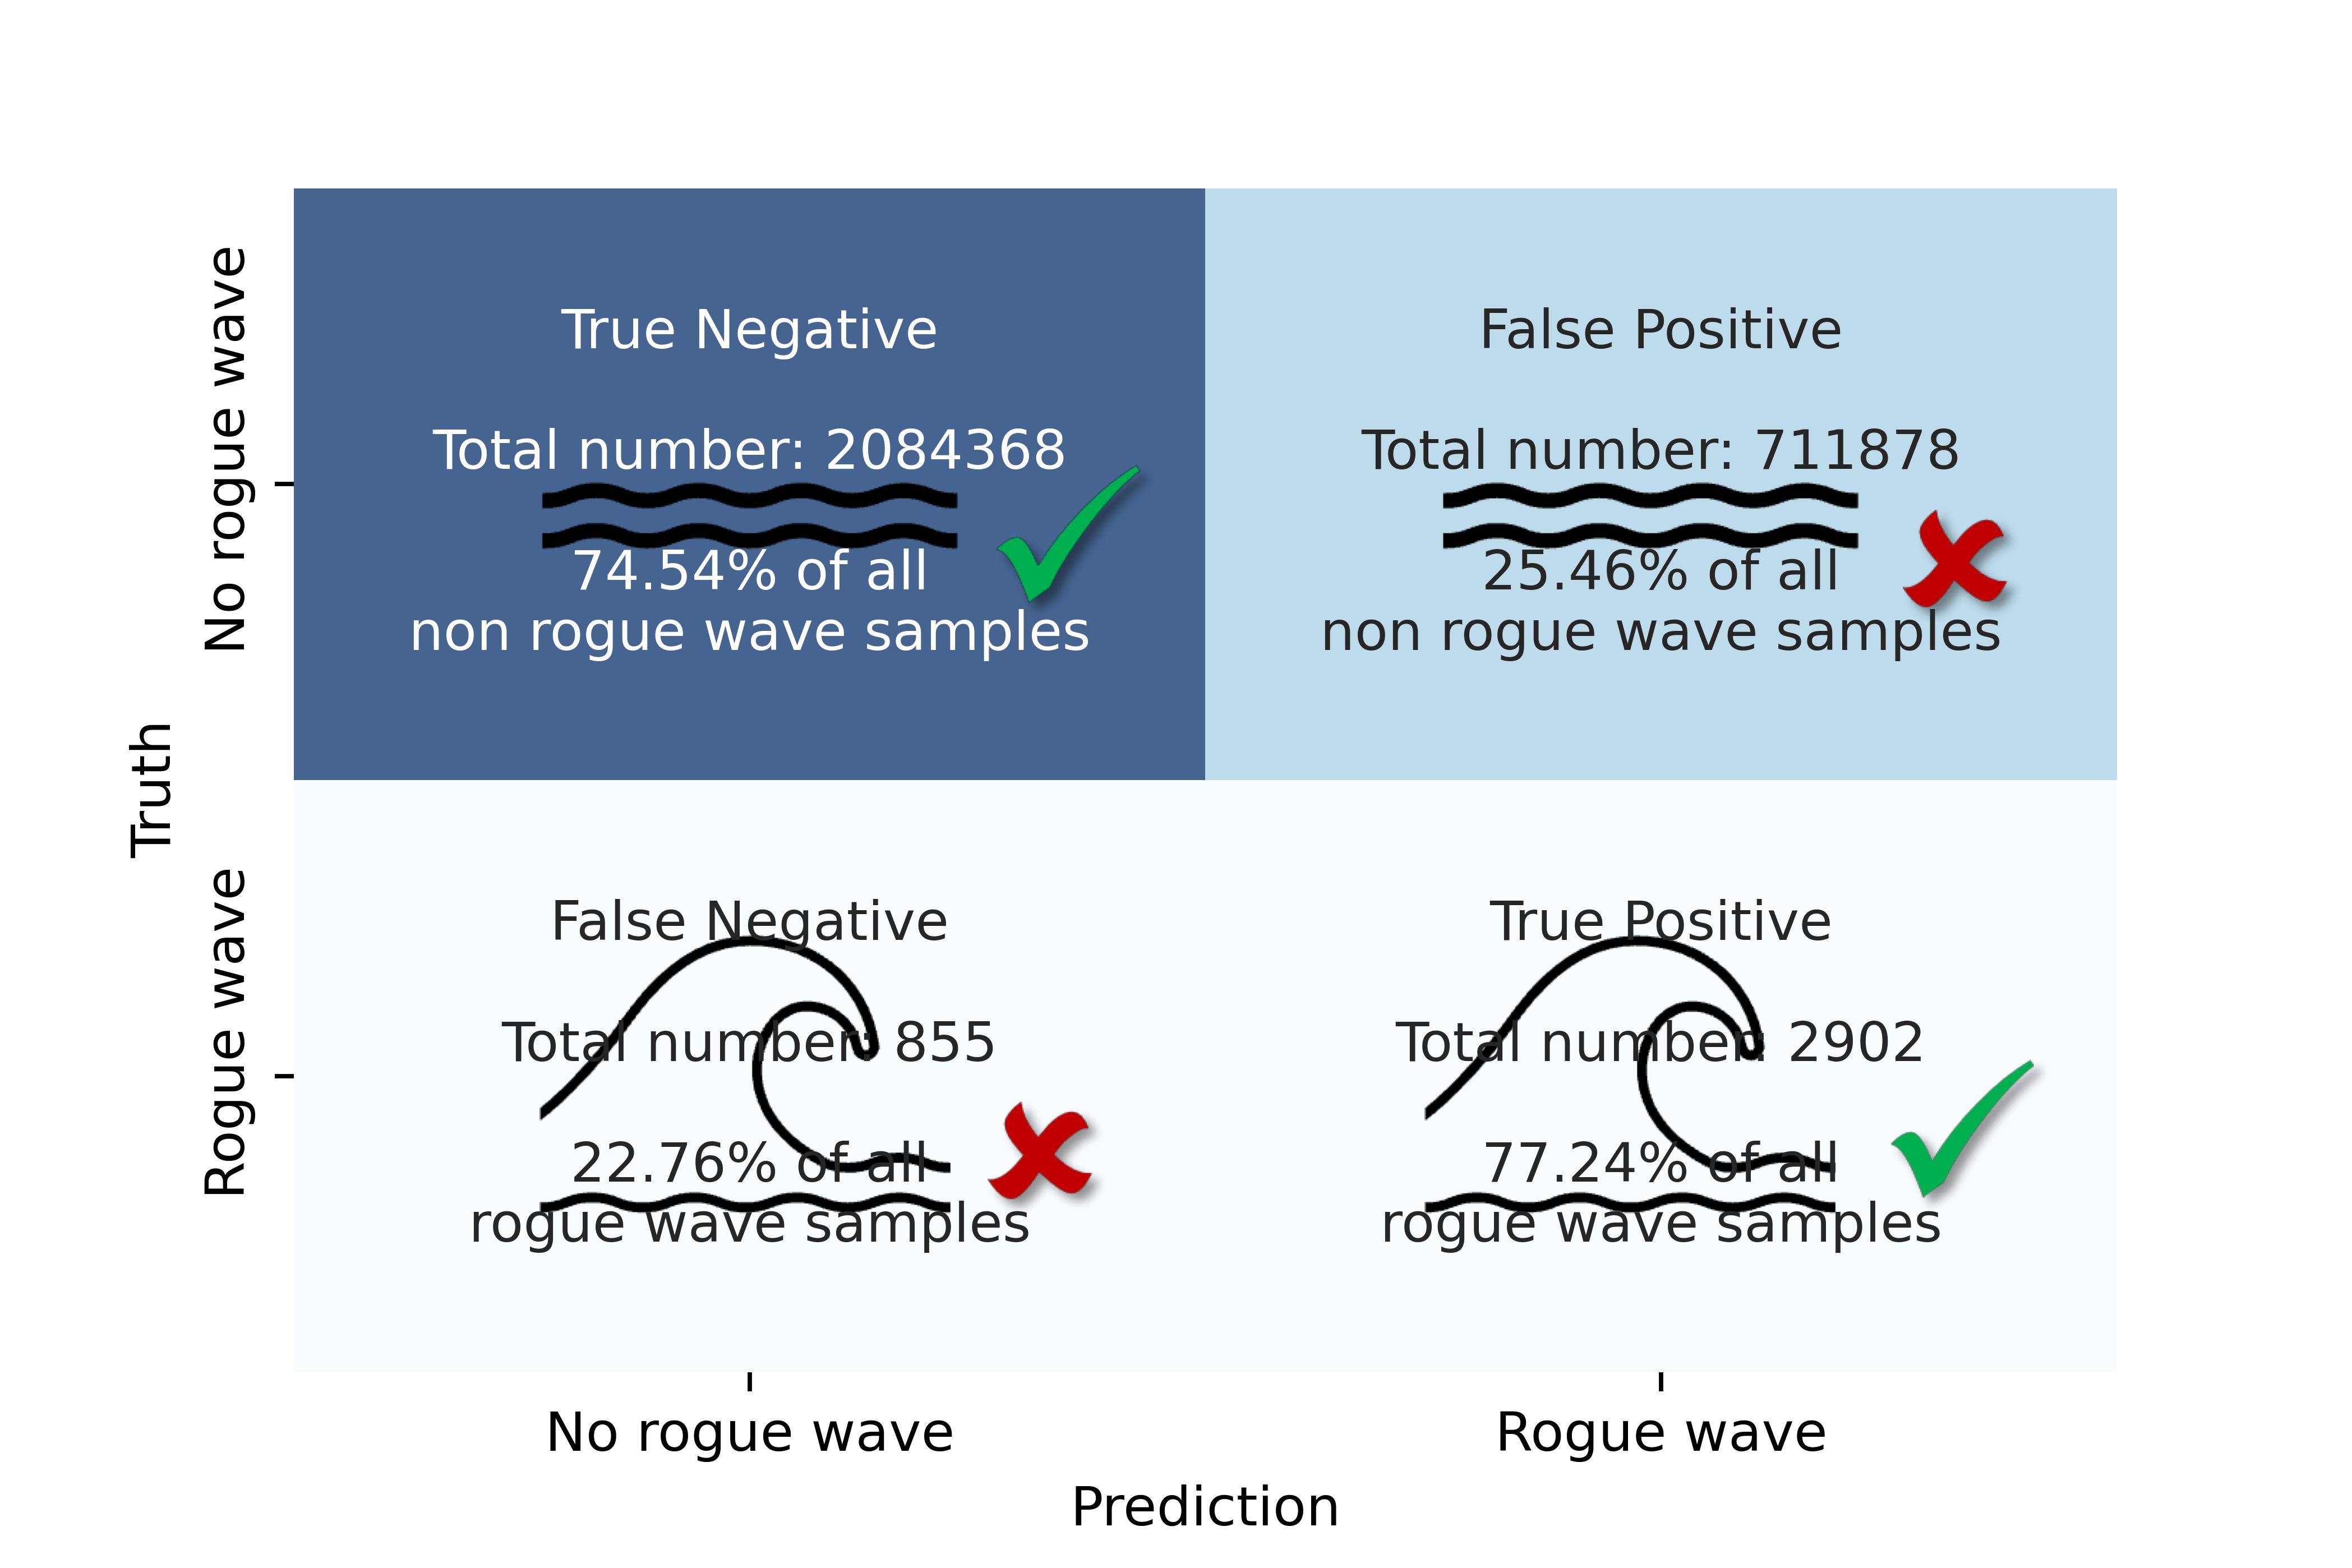 No rogue wave
True Negative
Total number: 2084368
74.54% of all
non rogue wave samples
False Positive
Total number: 711878
25.46% of all
non rogue wave samples
Truth
Rogue wave
False Negative
Total number: 855
22.76% of all
rogue wave samples
True Positive
Total number: 2902
77.24% of all
rogue wave samples
No rogue wave
Rogue wave
Prediction